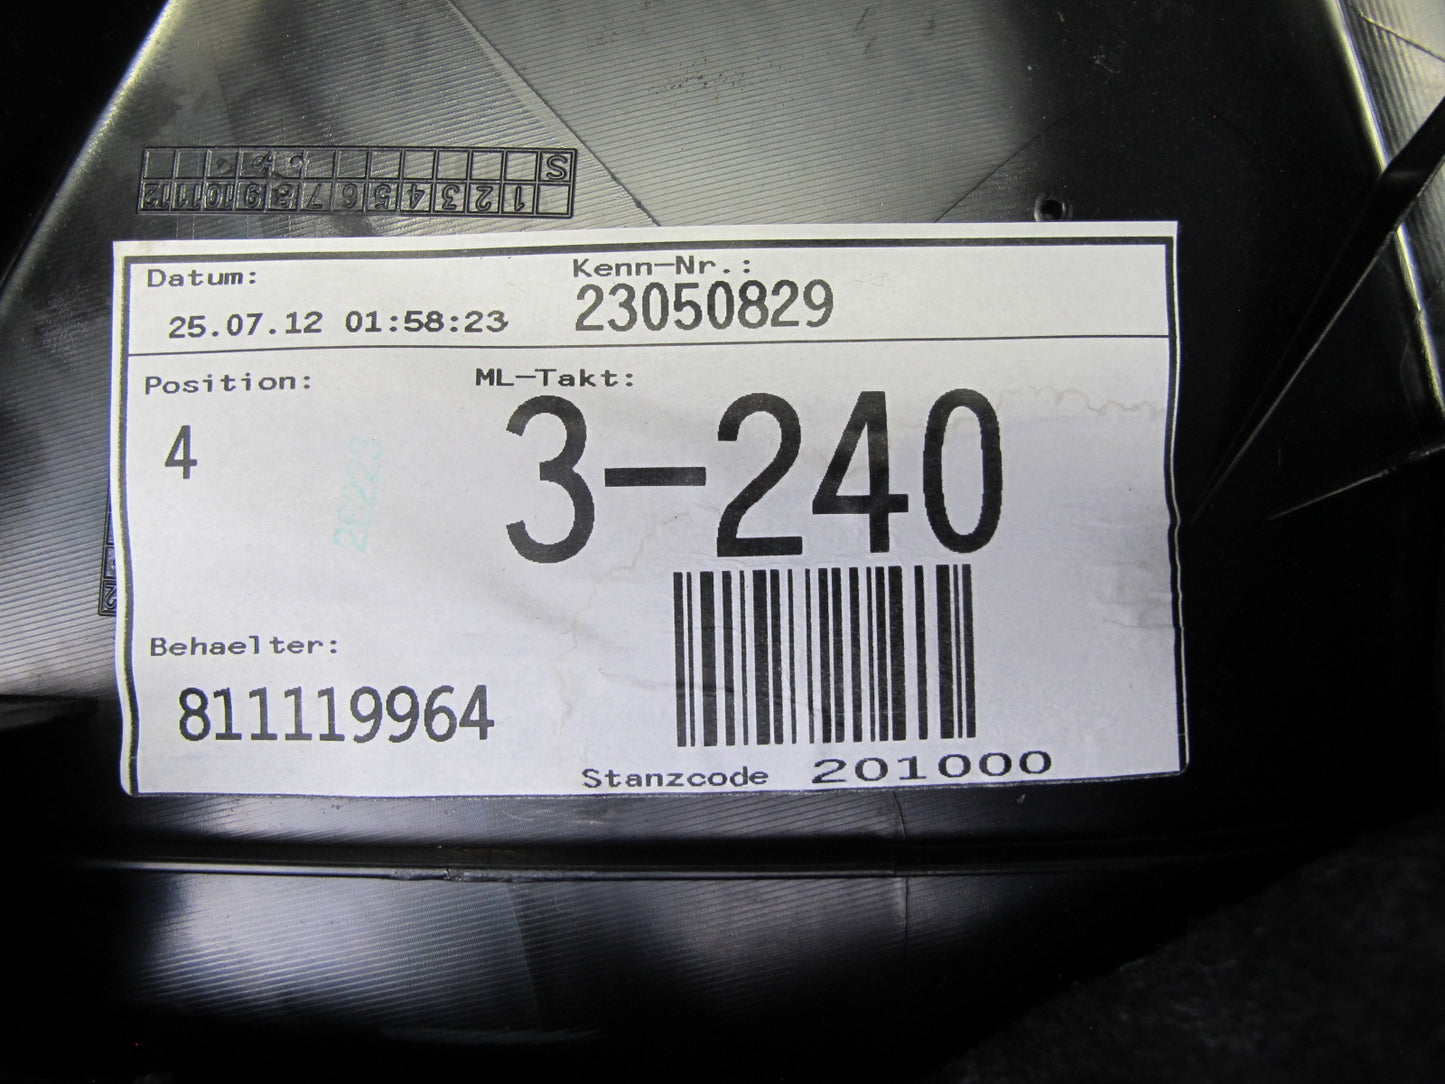 S
1 2 3 4 5 6 7 8 9 10 11 12
Datum:
25.07.12 01:58:23
Kenn-Nr.:
23050829
Position:
4
ML-Takt:
3-240
Behaelter:
811119964
Stanzcode 201000